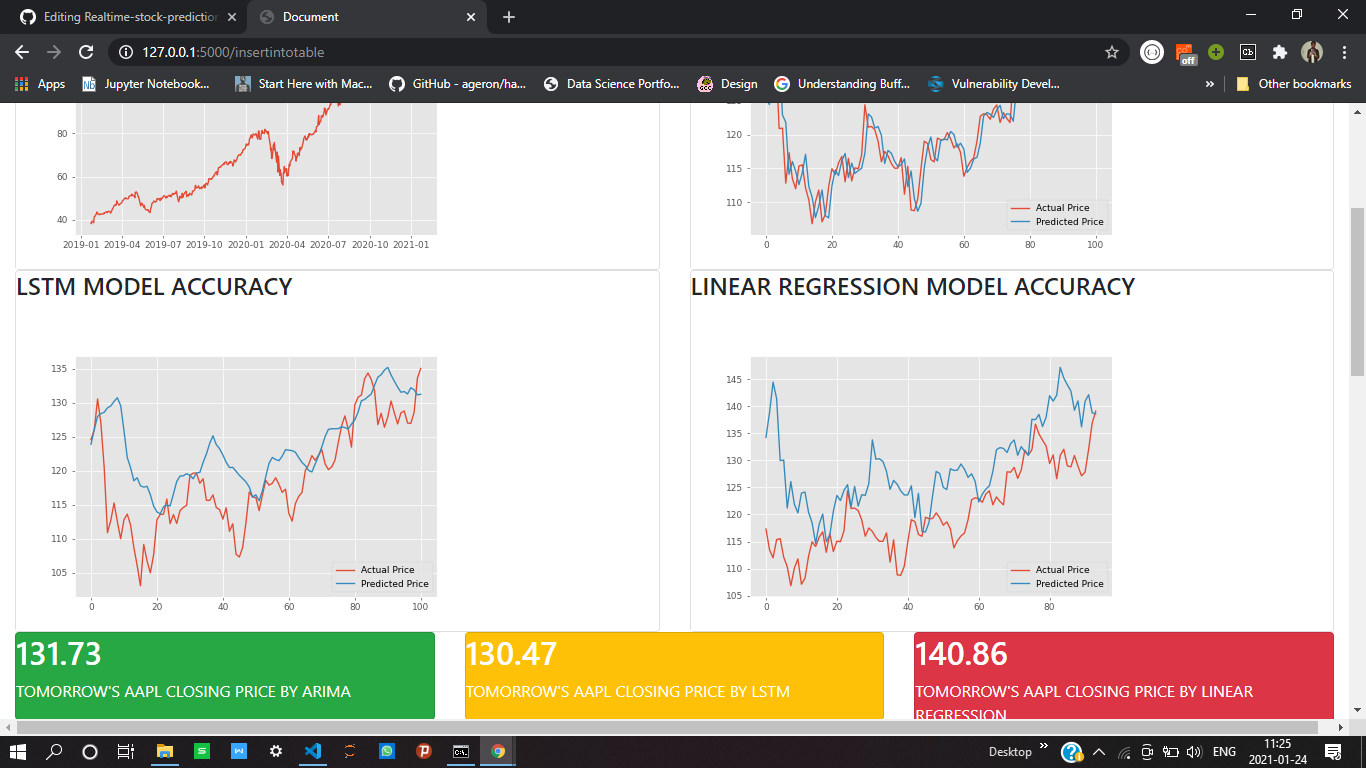 Editing Realtime-stock-prediction
Document
127.0.0.1:5000/insertintotable
off
Apps
Jupyter Notebook...
Start Here with Mac...
GitHub - ageron/ha...
Data Science Portfo...
Design
Understanding Buff...
Vulnerability Devel...
»
Other bookmarks
80
60
40
2019-01 2019-04 2019-07 2019-10 2020-01 2020-04 2020-07 2020-10 2021-01
125
120
115
110
Actual Price
Predicted Price
0 20 40 60 80 100
LSTM MODEL ACCURACY
135
130
125
120
115
110
105
Actual Price
Predicted Price
0 20 40 60 80 100
LINEAR REGRESSION MODEL ACCURACY
145
140
135
130
125
120
115
110
105
Actual Price
Predicted Price
0 20 40 60 80
131.73
TOMORROW'S AAPL CLOSING PRICE BY ARIMA
130.47
TOMORROW'S AAPL CLOSING PRICE BY LSTM
140.86
TOMORROW'S AAPL CLOSING PRICE BY LINEAR
REGRESSION
Desktop »
ENG
11:25
2021-01-24